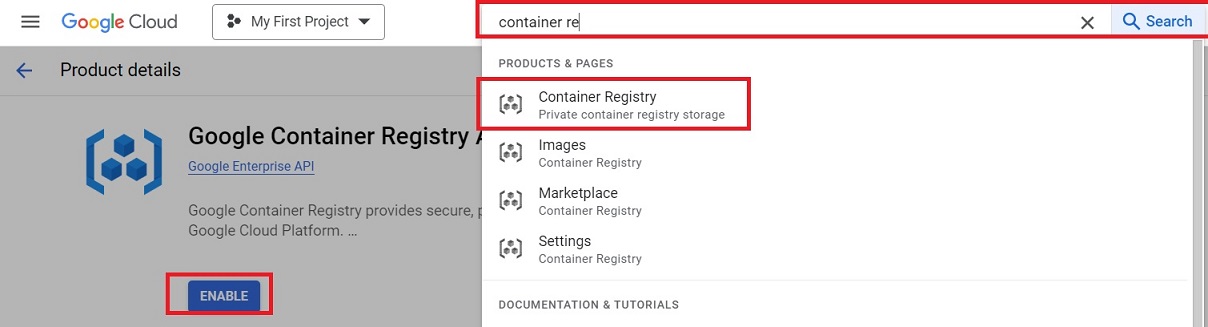 Google Cloud
My First Project
container re
Search
Product details
Google Container Registry A
Google Enterprise API
Google Container Registry provides secure, p
Google Cloud Platform. ...
ENABLE
PRODUCTS & PAGES
Container Registry
Private container registry storage
Images
Container Registry
Marketplace
Container Registry
Settings
Container Registry
DOCUMENTATION & TUTORIALS